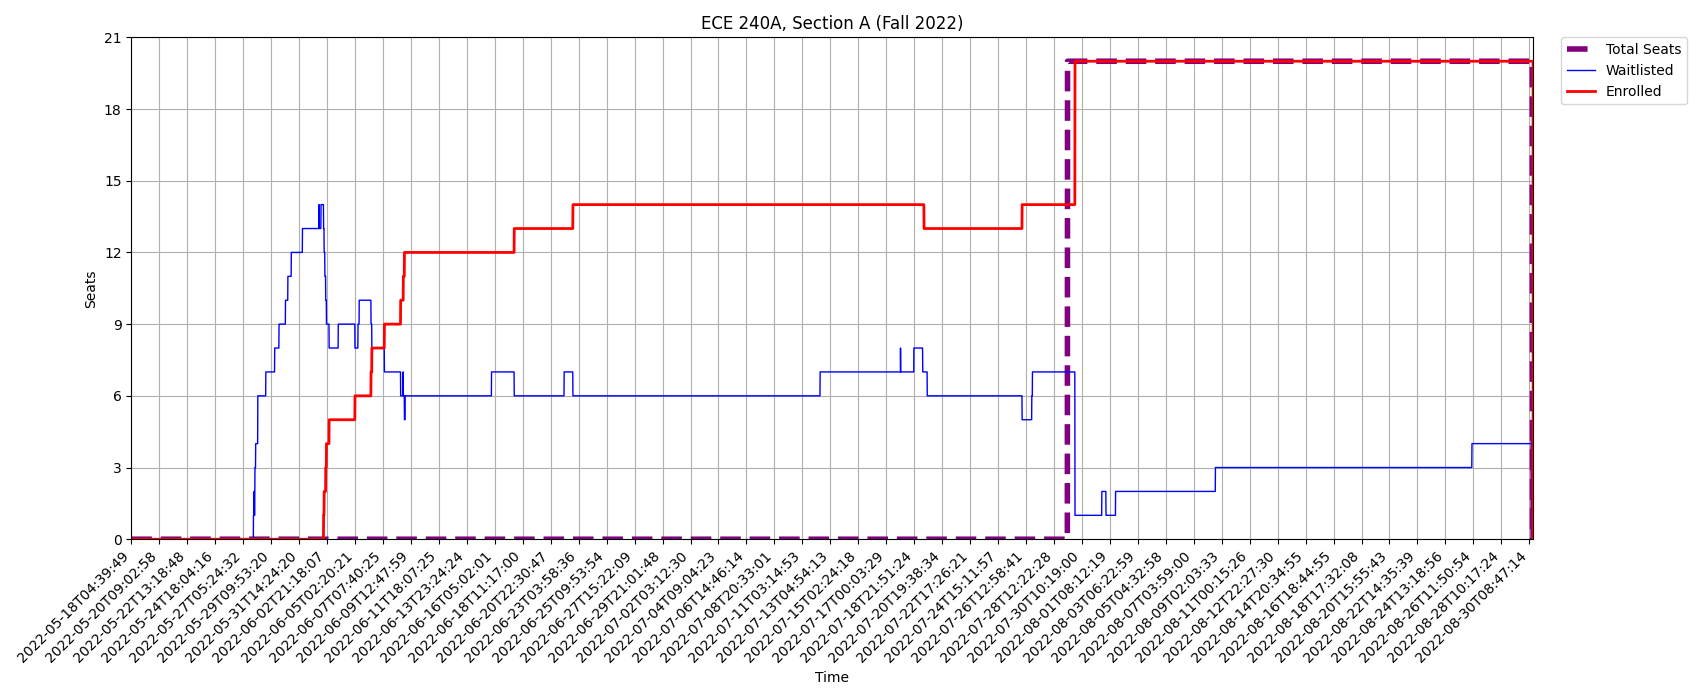 ECE 240A, Section A (Fall 2022)
Total Seats
Waitlisted
Enrolled
Seats
21
18
15
12
9
6
3
0
2022-05-18T04:39:49
2022-05-20T09:02:58
2022-05-22T13:18:48
2022-05-24T18:04:16
2022-05-27T05:24:32
2022-05-29T09:53:20
2022-05-31T14:24:20
2022-06-02T21:18:07
2022-06-05T02:20:21
2022-06-07T07:40:25
2022-06-09T12:47:59
2022-06-11T18:07:25
2022-06-13T23:24:24
2022-06-16T05:02:01
2022-06-18T11:17:00
2022-06-20T22:30:47
2022-06-23T03:58:36
2022-06-25T09:53:54
2022-06-27T15:22:09
2022-06-29T21:01:48
2022-07-02T03:12:30
2022-07-04T09:04:23
2022-07-06T14:46:14
2022-07-08T20:33:01
2022-07-11T03:14:53
2022-07-13T04:54:13
2022-07-15T02:24:18
2022-07-17T00:03:29
2022-07-18T21:51:24
2022-07-20T19:38:34
2022-07-22T17:26:21
2022-07-24T15:11:57
2022-07-26T12:58:41
2022-07-28T12:22:28
2022-07-30T10:19:00
2022-08-01T08:12:19
2022-08-03T06:22:59
2022-08-05T04:32:58
2022-08-07T03:59:00
2022-08-09T02:03:33
2022-08-11T00:15:26
2022-08-12T22:27:30
2022-08-14T20:34:55
2022-08-16T18:44:55
2022-08-18T17:32:08
2022-08-20T15:55:43
2022-08-22T14:35:39
2022-08-24T13:18:56
2022-08-26T11:50:54
2022-08-28T10:17:24
2022-08-30T08:47:14
Time